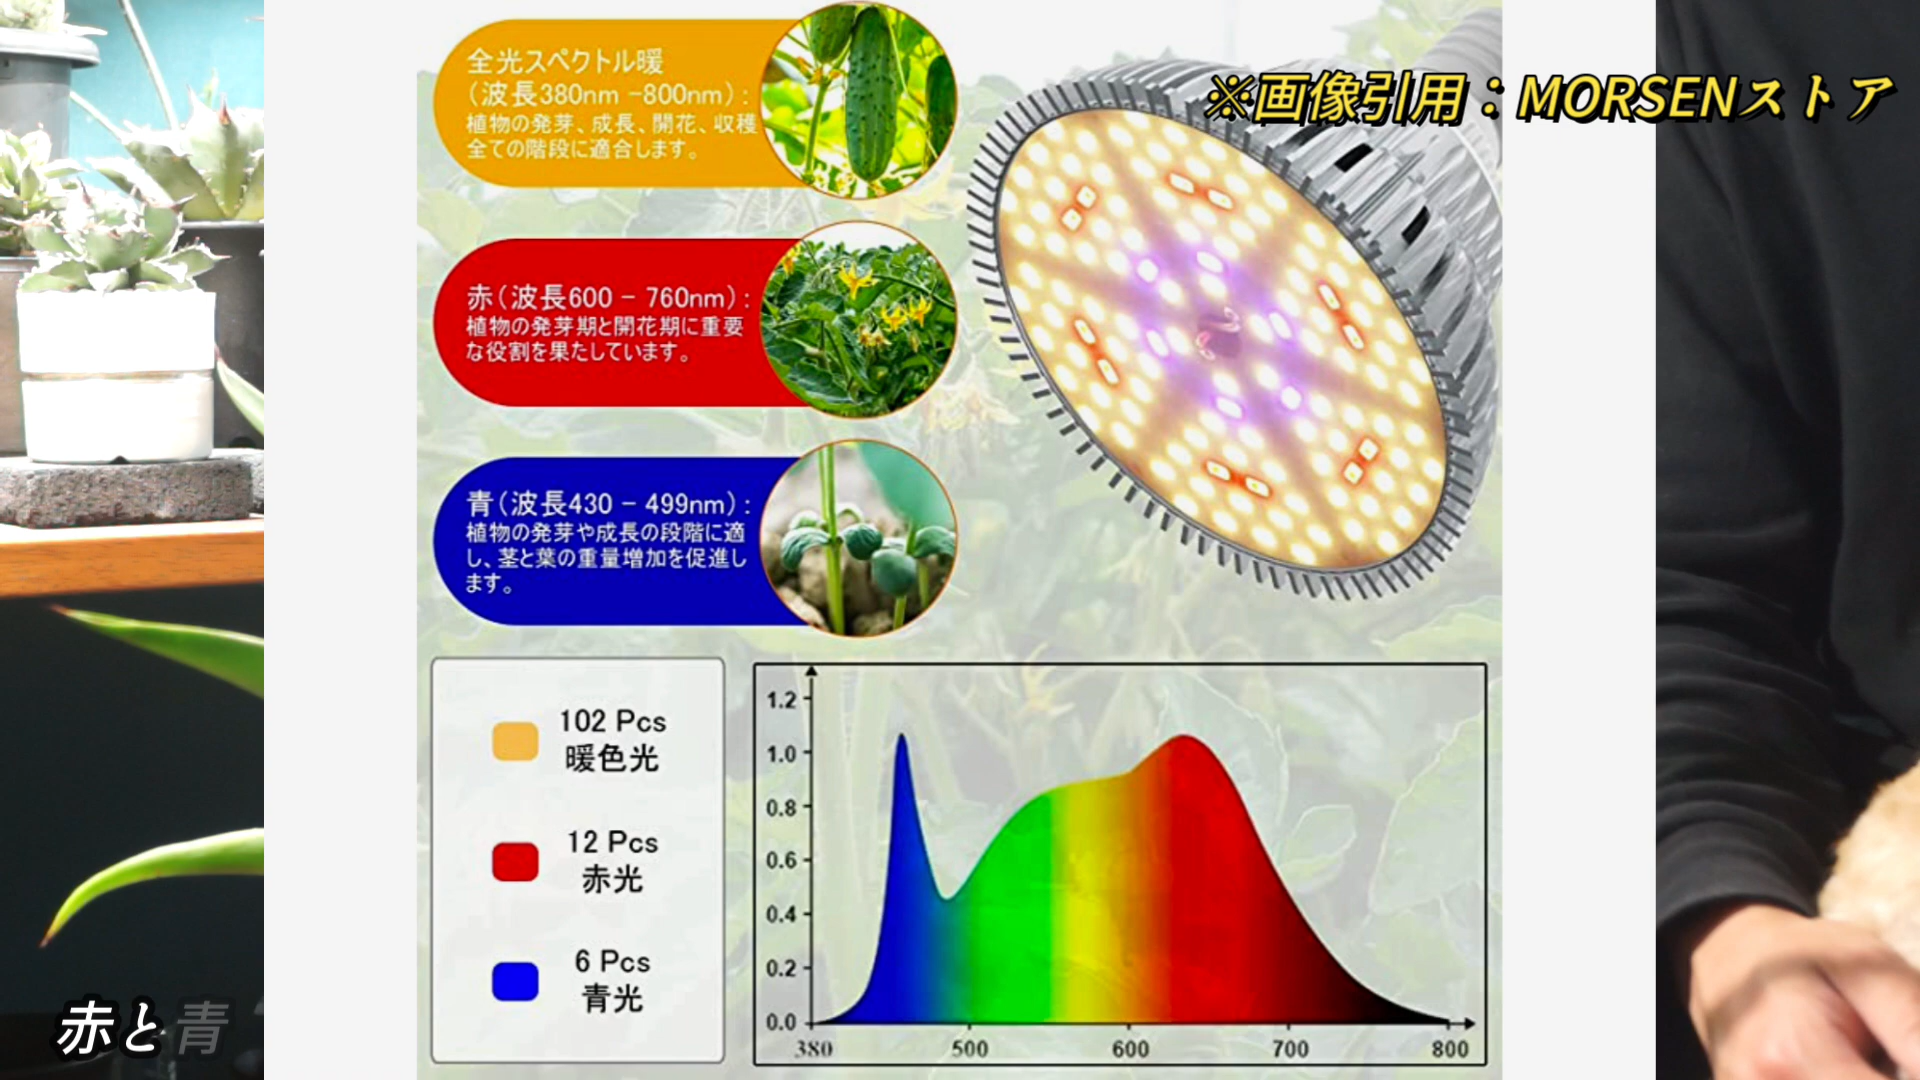 ※画像引用：MORSENストア
全光スペクトル暖
（波長380nm -800nm）:
植物の発芽、成長、開花、収穫
全ての階段に適合します。
赤（波長600 - 760nm）:
植物の発芽期と開花期に重要
な役割を果たしています。
青（波長430 - 499nm）:
植物の発芽や成長の段階に適
し、茎と葉の重量増加を促進し
ます。
102 Pcs
暖色光
12 Pcs
赤光
6 Pcs
青光
1.2
1.0
0.8
0.6
0.4
0.2
0.0
380 500 600 700 800
赤と青